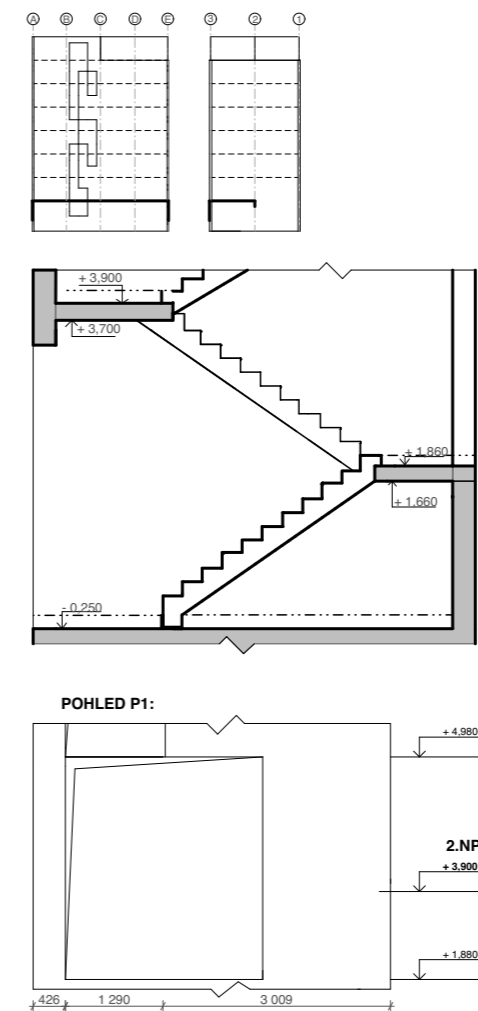 A B C D E 3 2 1
+ 3,900
+ 3,700
+ 1.860
+ 1.660
- 0,250
POHLED P1:
+ 4,980
2.NP
+ 3,900
+ 1,880
426 1 290 3 009